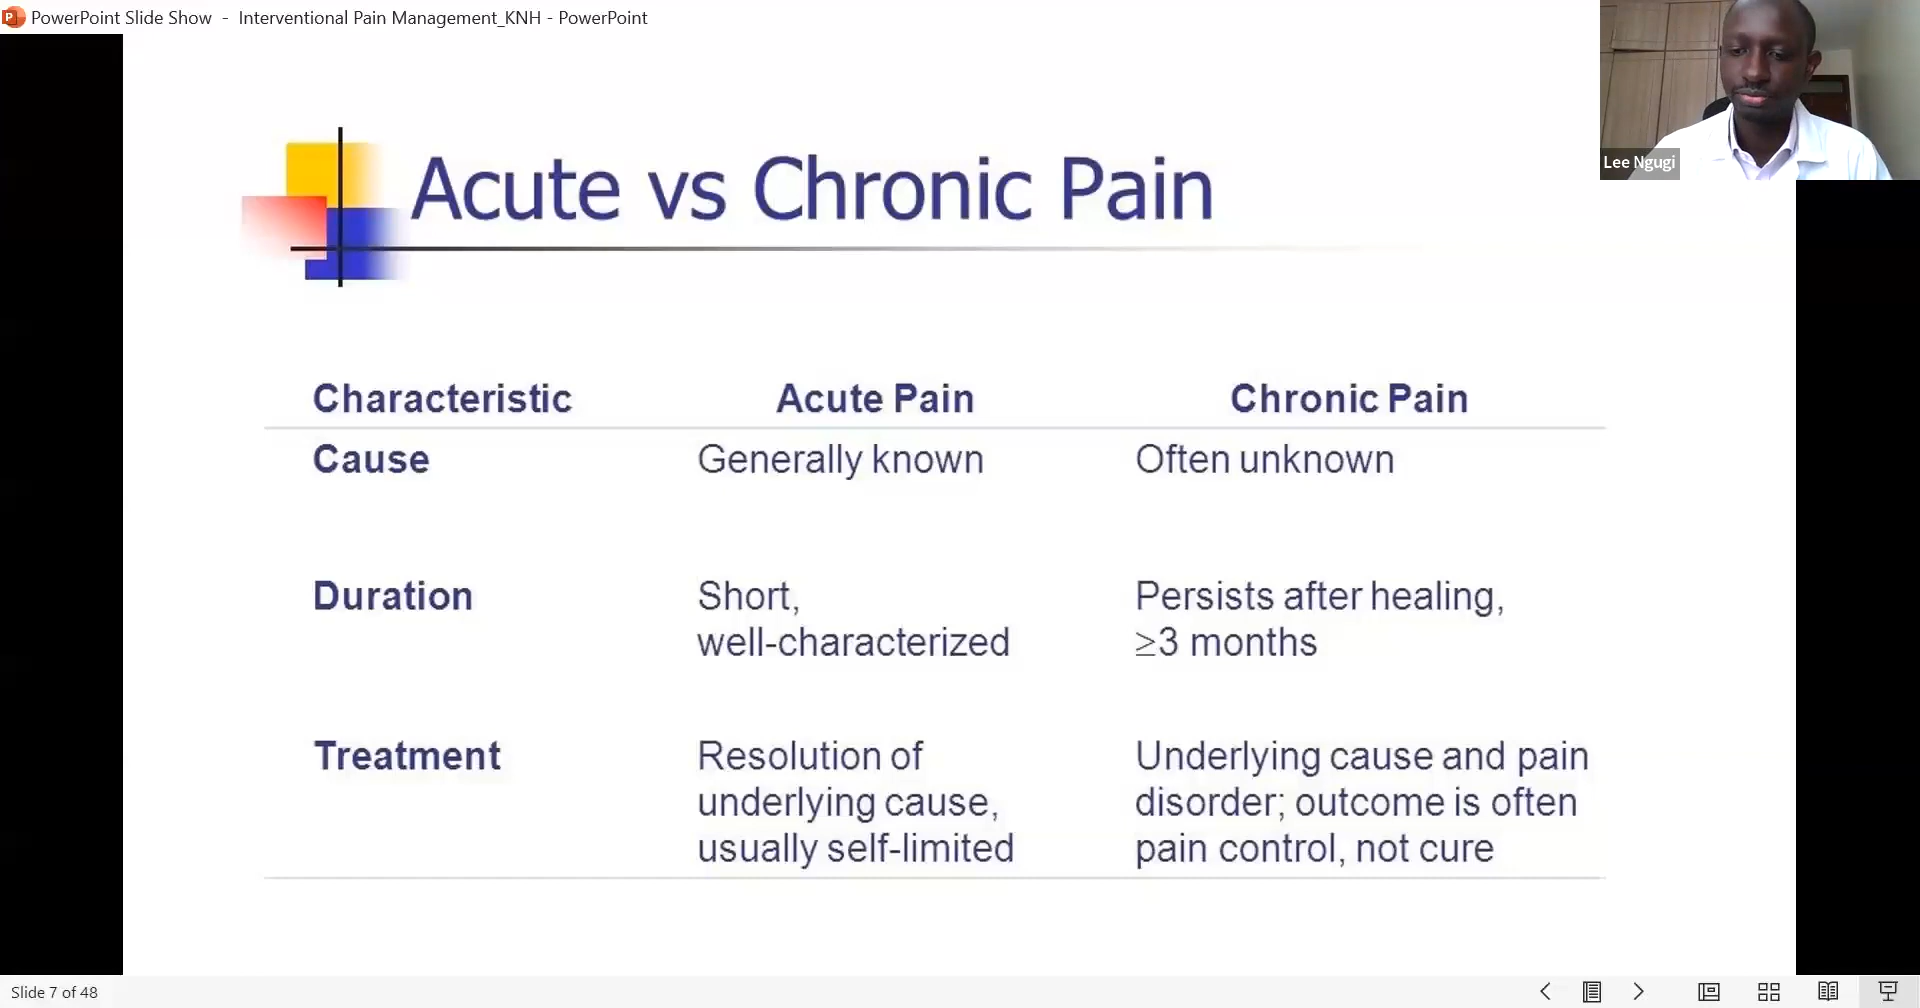 PowerPoint Slide Show - Interventional Pain Management_KNH - PowerPoint
Lee Ngugi
Acute vs Chronic Pain
Characteristic Acute Pain Chronic Pain
Cause Generally known Often unknown
Duration Short, Persists after healing,
well-characterized ≥3 months
Treatment Resolution of Underlying cause and pain
underlying cause, disorder; outcome is often
usually self-limited pain control, not cure
Slide 7 of 48